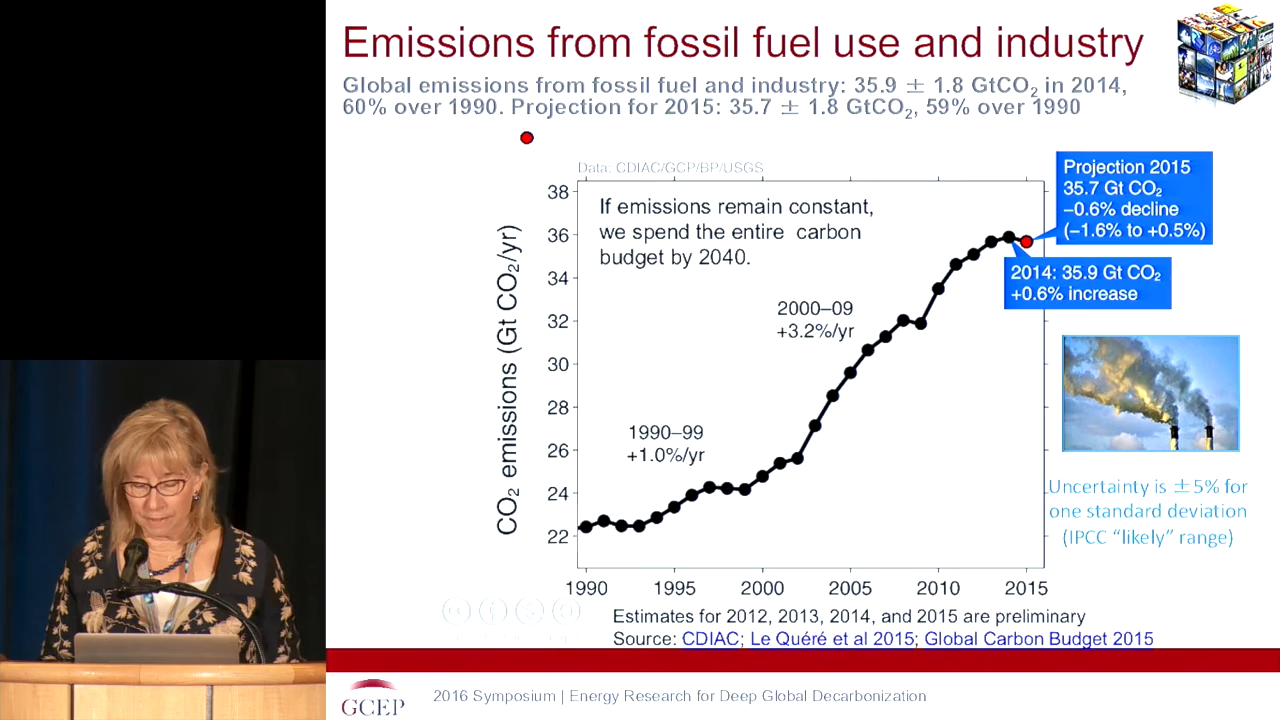 Emissions from fossil fuel use and industry
Global emissions from fossil fuel and industry: 35.9 ± 1.8 GtCO₂ in 2014,
60% over 1990. Projection for 2015: 35.7 ± 1.8 GtCO₂, 59% over 1990
Data: CDIAC/GCP/BP/USGS
Projection 2015
35.7 Gt CO₂
−0.6% decline
(−1.6% to +0.5%)
2014: 35.9 Gt CO₂
+0.6% increase
If emissions remain constant,
we spend the entire carbon
budget by 2040.
2000–09
+3.2%/yr
1990–99
+1.0%/yr
CO₂ emissions (Gt CO₂/yr)
38
36
34
32
30
28
26
24
22
1990 1995 2000 2005 2010 2015
Uncertainty is ±5% for
one standard deviation
(IPCC “likely” range)
Estimates for 2012, 2013, 2014, and 2015 are preliminary
Source: CDIAC; Le Quéré et al 2015; Global Carbon Budget 2015
GCEP
2016 Symposium | Energy Research for Deep Global Decarbonization